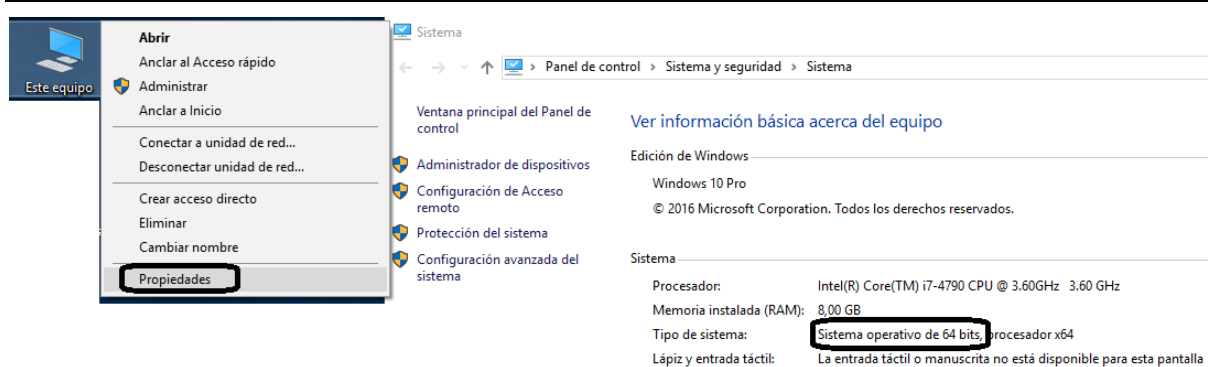 Este equipo
Abrir
Anclar al Acceso rápido
Administrar
Anclar a Inicio
Conectar a unidad de red...
Desconectar unidad de red...
Crear acceso directo
Eliminar
Cambiar nombre
Propiedades
Sistema
Panel de control > Sistema y seguridad > Sistema
Ventana principal del Panel de
control
Administrador de dispositivos
Configuración de Acceso
remoto
Protección del sistema
Configuración avanzada del
sistema
Ver información básica acerca del equipo
Edición de Windows
Windows 10 Pro
© 2016 Microsoft Corporation. Todos los derechos reservados.
Sistema
Procesador: Intel(R) Core(TM) i7-4790 CPU @ 3.60GHz 3.60 GHz
Memoria instalada (RAM): 8,00 GB
Tipo de sistema: Sistema operativo de 64 bits, procesador x64
Lápiz y entrada táctil: La entrada táctil o manuscrita no está disponible para esta pantalla